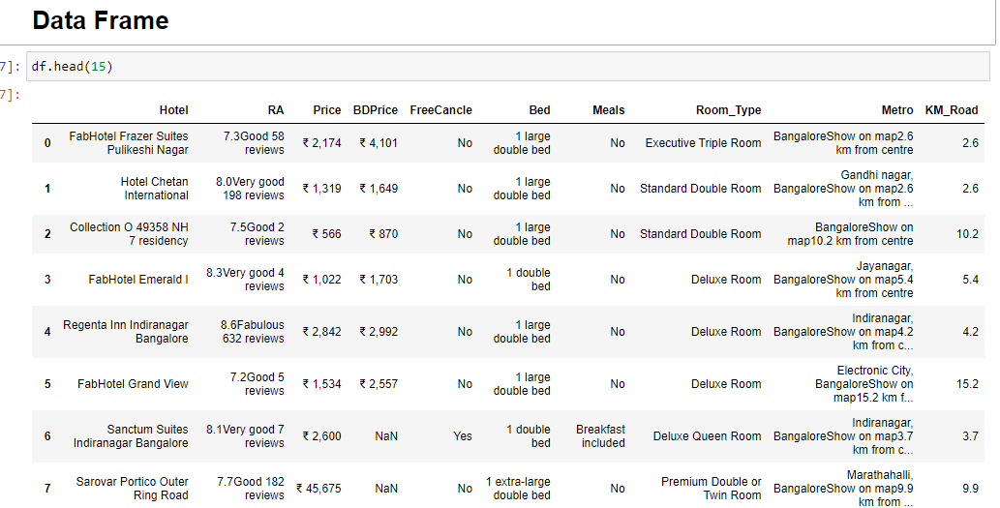 Data Frame
7]: df.head(15)
7]:
Hotel RA Price BDPrice FreeCancle Bed Meals Room_Type Metro KM_Road
0 FabHotel Frazer Suites Pulikeshi Nagar 7.3Good 58 reviews ₹ 2,174 ₹ 4,101 No 1 large double bed No Executive Triple Room BangaloreShow on map2.6 km from centre 2.6
1 Hotel Chetan International 8.0Very good 198 reviews ₹ 1,319 ₹ 1,649 No 1 large double bed No Standard Double Room Gandhi nagar, BangaloreShow on map2.6 km from ... 2.6
2 Collection O 49358 NH 7 residency 7.5Good 2 reviews ₹ 566 ₹ 870 No 1 large double bed No Standard Double Room BangaloreShow on map10.2 km from centre 10.2
3 FabHotel Emerald I 8.3Very good 4 reviews ₹ 1,022 ₹ 1,703 No 1 double bed No Deluxe Room Jayanagar, BangaloreShow on map5.4 km from centre 5.4
4 Regenta Inn Indiranagar Bangalore 8.6Fabulous 632 reviews ₹ 2,842 ₹ 2,992 No 1 large double bed No Deluxe Room Indiranagar, BangaloreShow on map4.2 km from c... 4.2
5 FabHotel Grand View 7.2Good 5 reviews ₹ 1,534 ₹ 2,557 No 1 large double bed No Deluxe Room Electronic City, BangaloreShow on map15.2 km f... 15.2
6 Sanctum Suites Indiranagar Bangalore 8.1Very good 7 reviews ₹ 2,600 NaN Yes 1 double bed Breakfast included Deluxe Queen Room Indiranagar, BangaloreShow on map3.7 km from c... 3.7
7 Sarovar Portico Outer Ring Road 7.7Good 182 reviews ₹ 45,675 NaN No 1 extra-large double bed No Premium Double or Twin Room Marathahalli, BangaloreShow on map9.9 km from ... 9.9